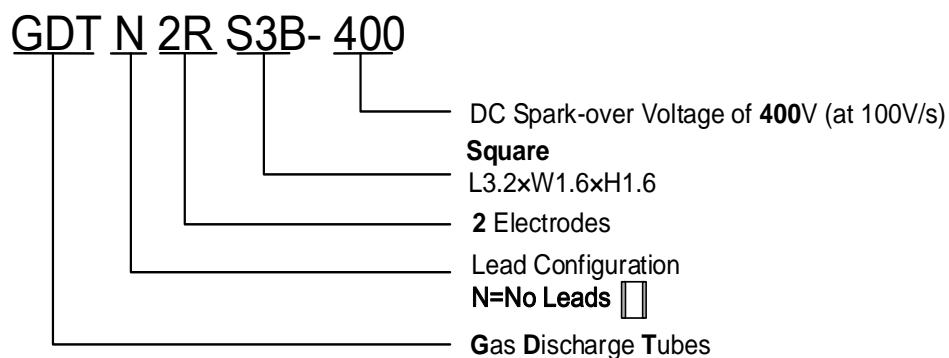 GDT N 2R S3B- 400
DC Spark-over Voltage of 400V (at 100V/s)
Square
L3.2×W1.6×H1.6
2 Electrodes
Lead Configuration
N=No Leads
Gas Discharge Tubes